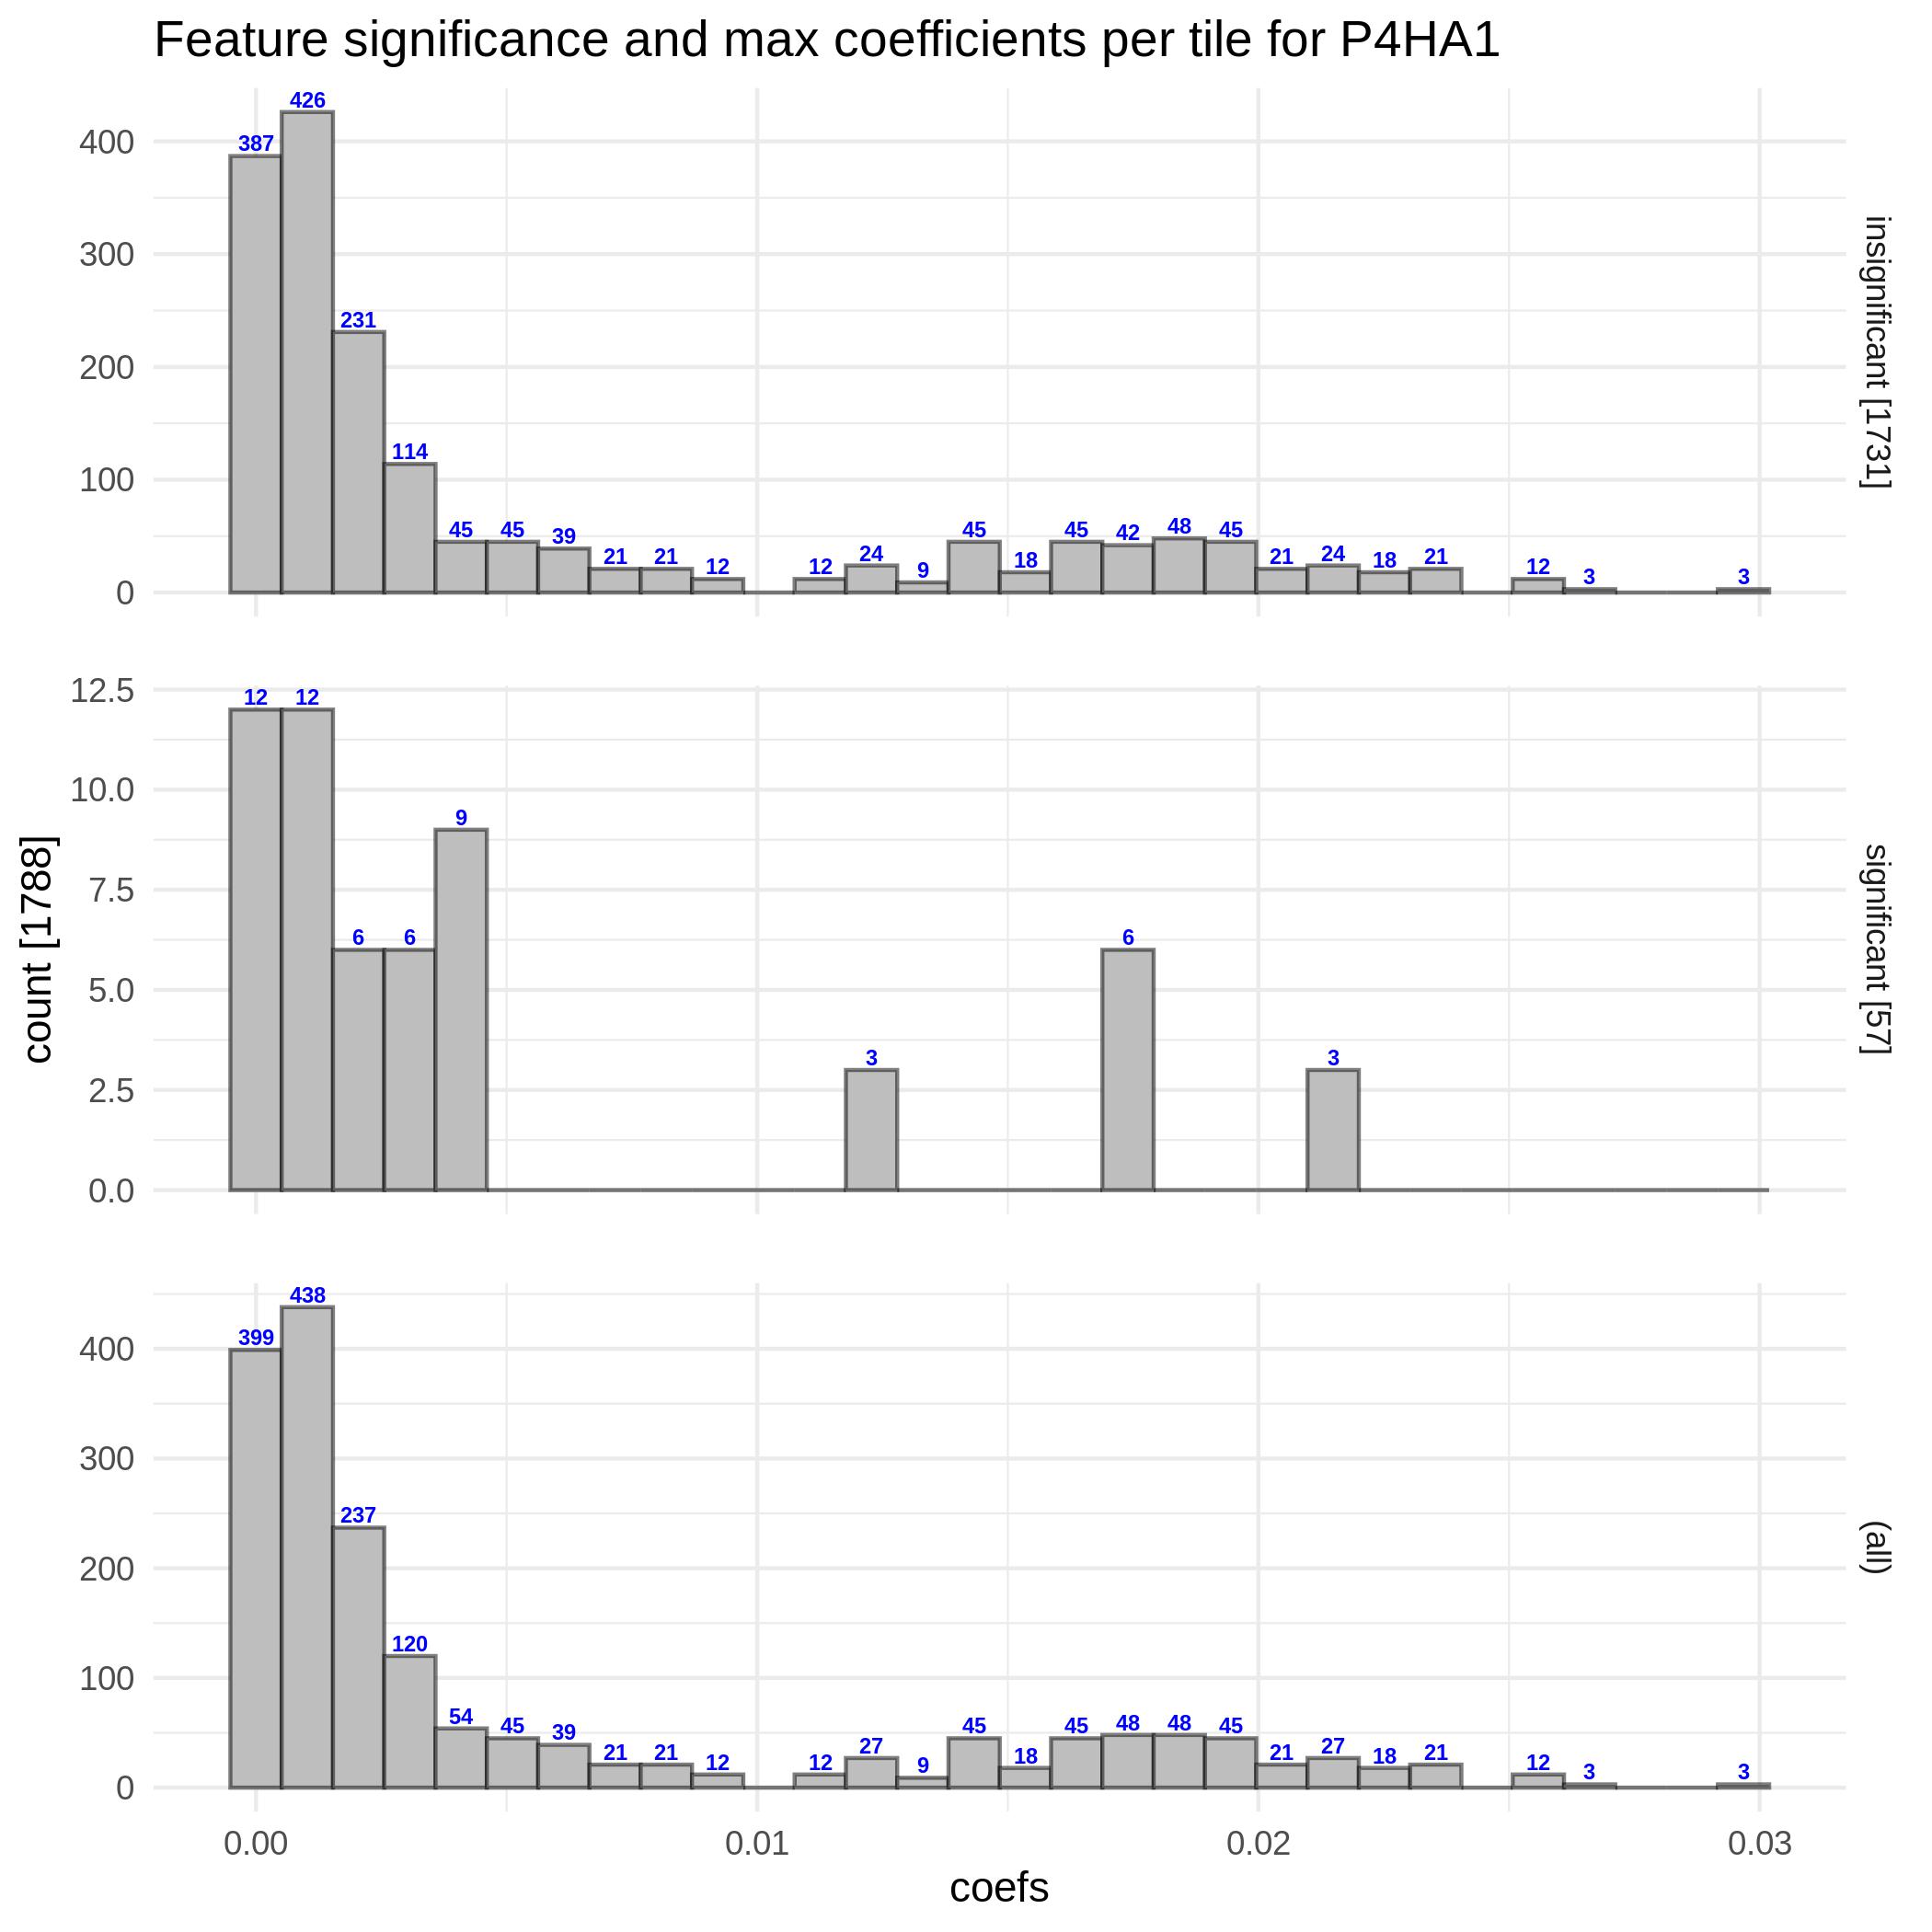 Feature significance and max coefficients per tile for P4HA1
426
387
231
114
45 45 39 21 21 12 12 24 9 45 18 45 42 48 45 21 24 18 21 12 3 3
400
300
200
100
0
insignificant [1731]
12 12
6 6 9
3 6 3
12.5
10.0
7.5
5.0
2.5
0.0
significant [57]
count [1788]
438
399
237
120
54 45 39 21 21 12 12 27 9 45 18 45 48 48 45 21 27 18 21 12 3 3
400
300
200
100
0
(all)
0.00 0.01 0.02 0.03
coefs